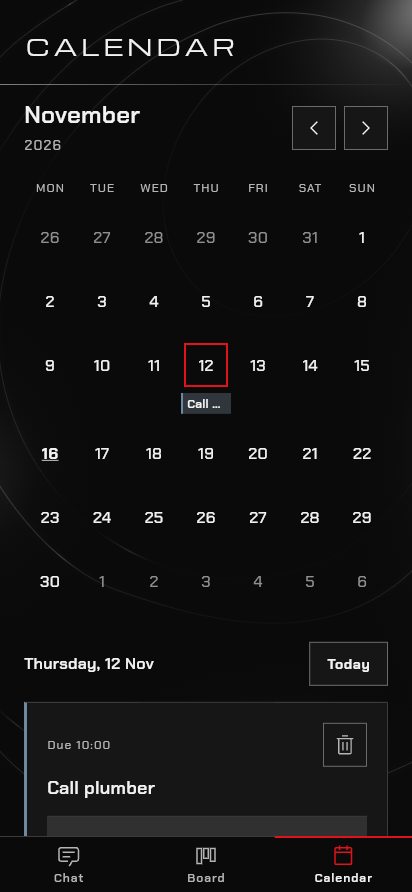 CALENDAR
November
2026
MON TUE WED THU FRI SAT SUN
26 27 28 29 30 31 1
2 3 4 5 6 7 8
9 10 11 12 13 14 15
Call ...
16 17 18 19 20 21 22
23 24 25 26 27 28 29
30 1 2 3 4 5 6
Thursday, 12 Nov
Today
Due 10:00
Call plumber
Chat Board Calendar